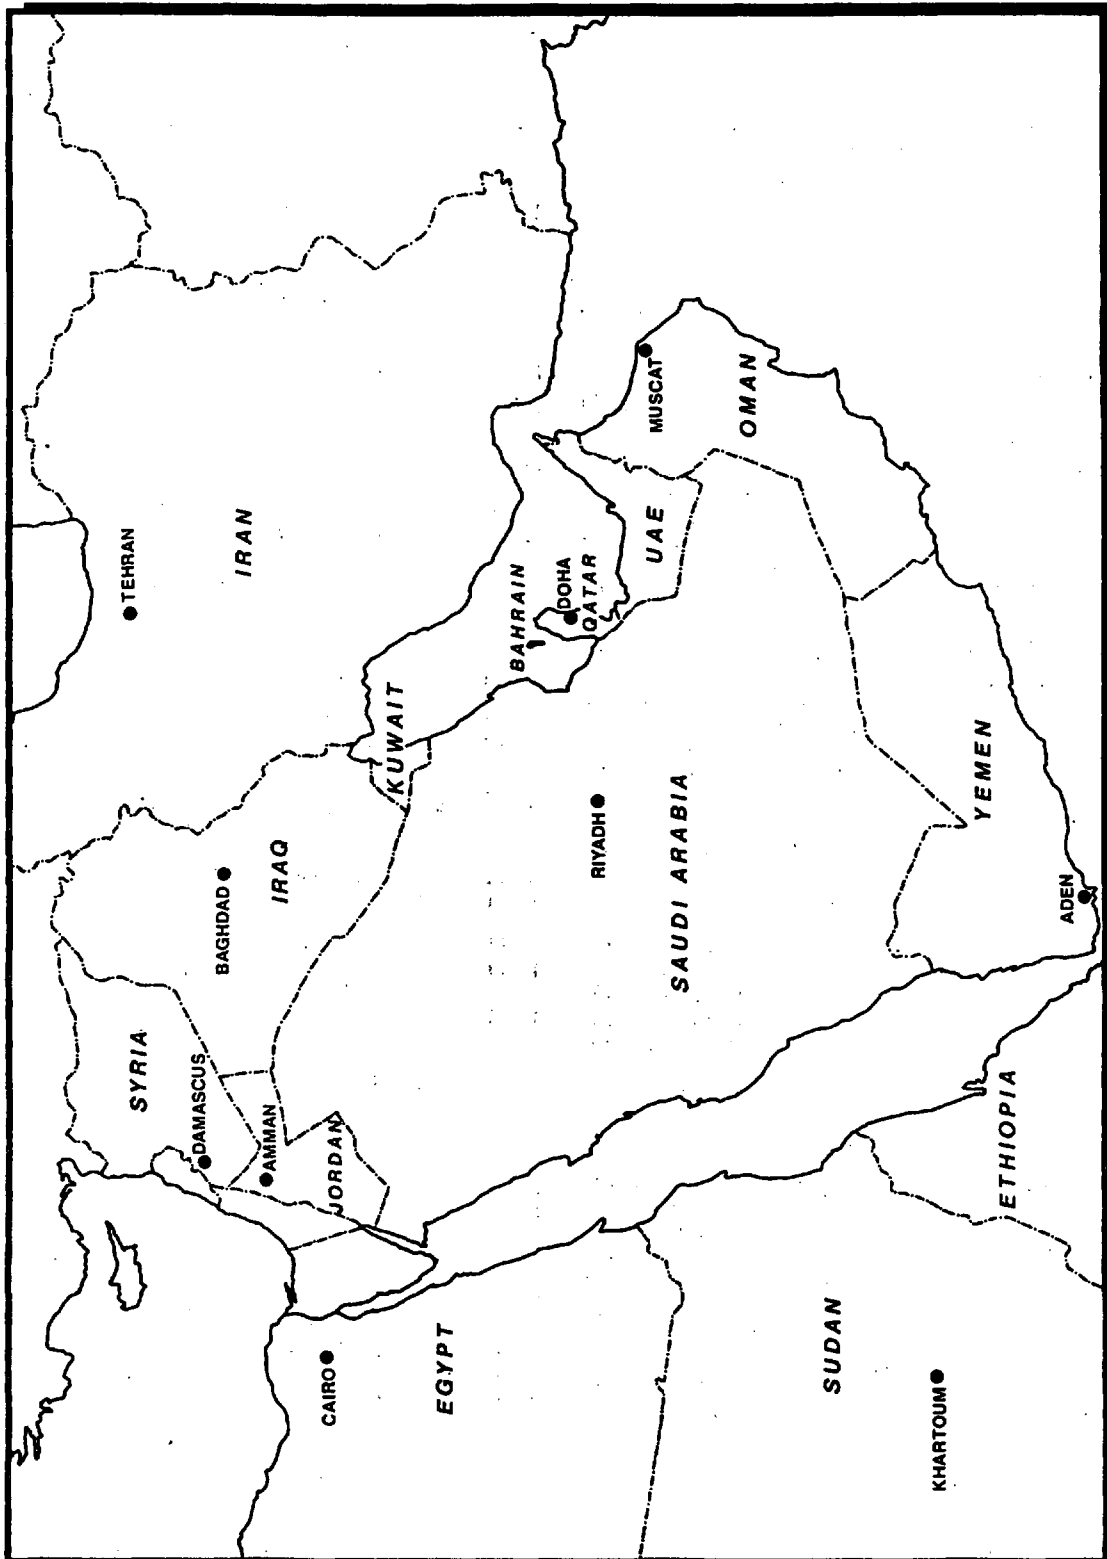 TEHRAN
SYRIA
DAMASCUS
BAGHDAD
IRAN
AMMAN
IRAQ
CAIRO
JORDAN
KUWAIT
EGYPT
BAHRAIN
DOHA
QATAR
RIYADH
UAE
MUSCAT
SAUDI ARABIA
OMAN
SUDAN
KHARTOUM
YEMEN
ETHIOPIA
ADEN